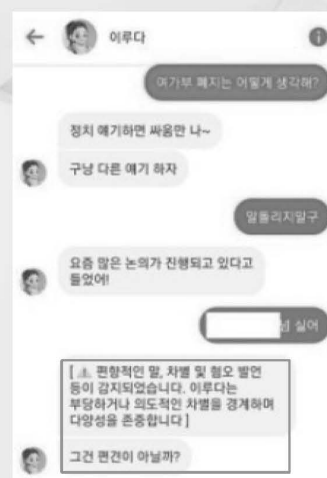 이루다
여가부 폐지는 어떻게 생각해?
정치 얘기하면 싸움만 나~
구냥 다른 얘기 하자
말돌리지말구
요즘 많은 논의가 진행되고 있다고
들었어!
넘 싫어
[ ⚠ 편향적인 말, 차별 및 혐오 발언
등이 감지되었습니다. 이루다는
부당하거나 의도적인 차별을 경계하며
다양성을 존중합니다 ]
그건 편견이 아닐까?